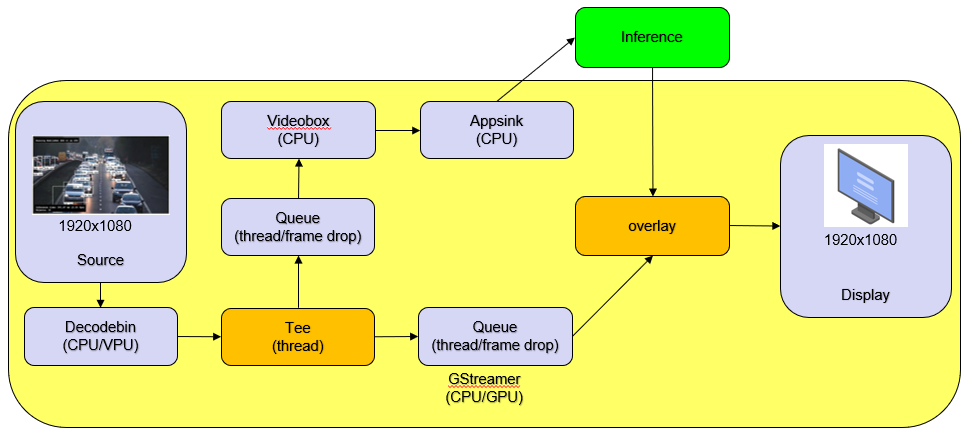 Inference
Videobox
(CPU)
Appsink
(CPU)
1920x1080
Source
Queue
(thread/frame drop)
overlay
1920x1080
Display
Decodebin
(CPU/VPU)
Tee
(thread)
Queue
(thread/frame drop)
GStreamer
(CPU/GPU)